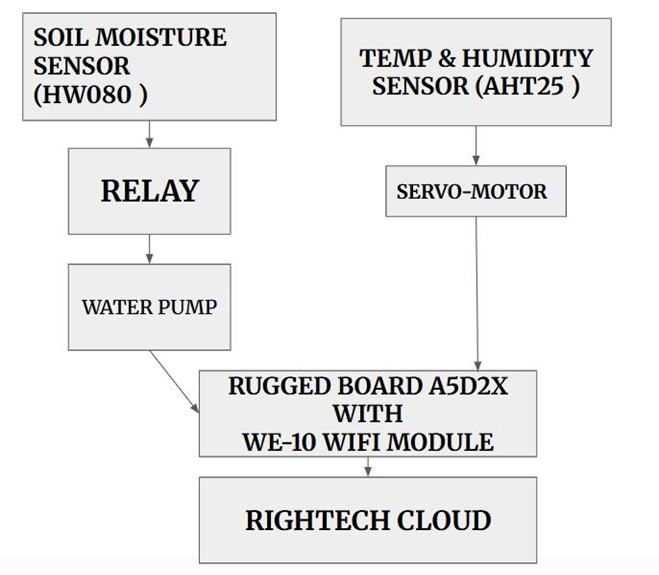 SOIL MOISTURE
SENSOR
(HW080 )
TEMP & HUMIDITY
SENSOR (AHT25 )
RELAY
SERVO-MOTOR
WATER PUMP
RUGGED BOARD A5D2X
WITH
WE-10 WIFI MODULE
RIGHTECH CLOUD